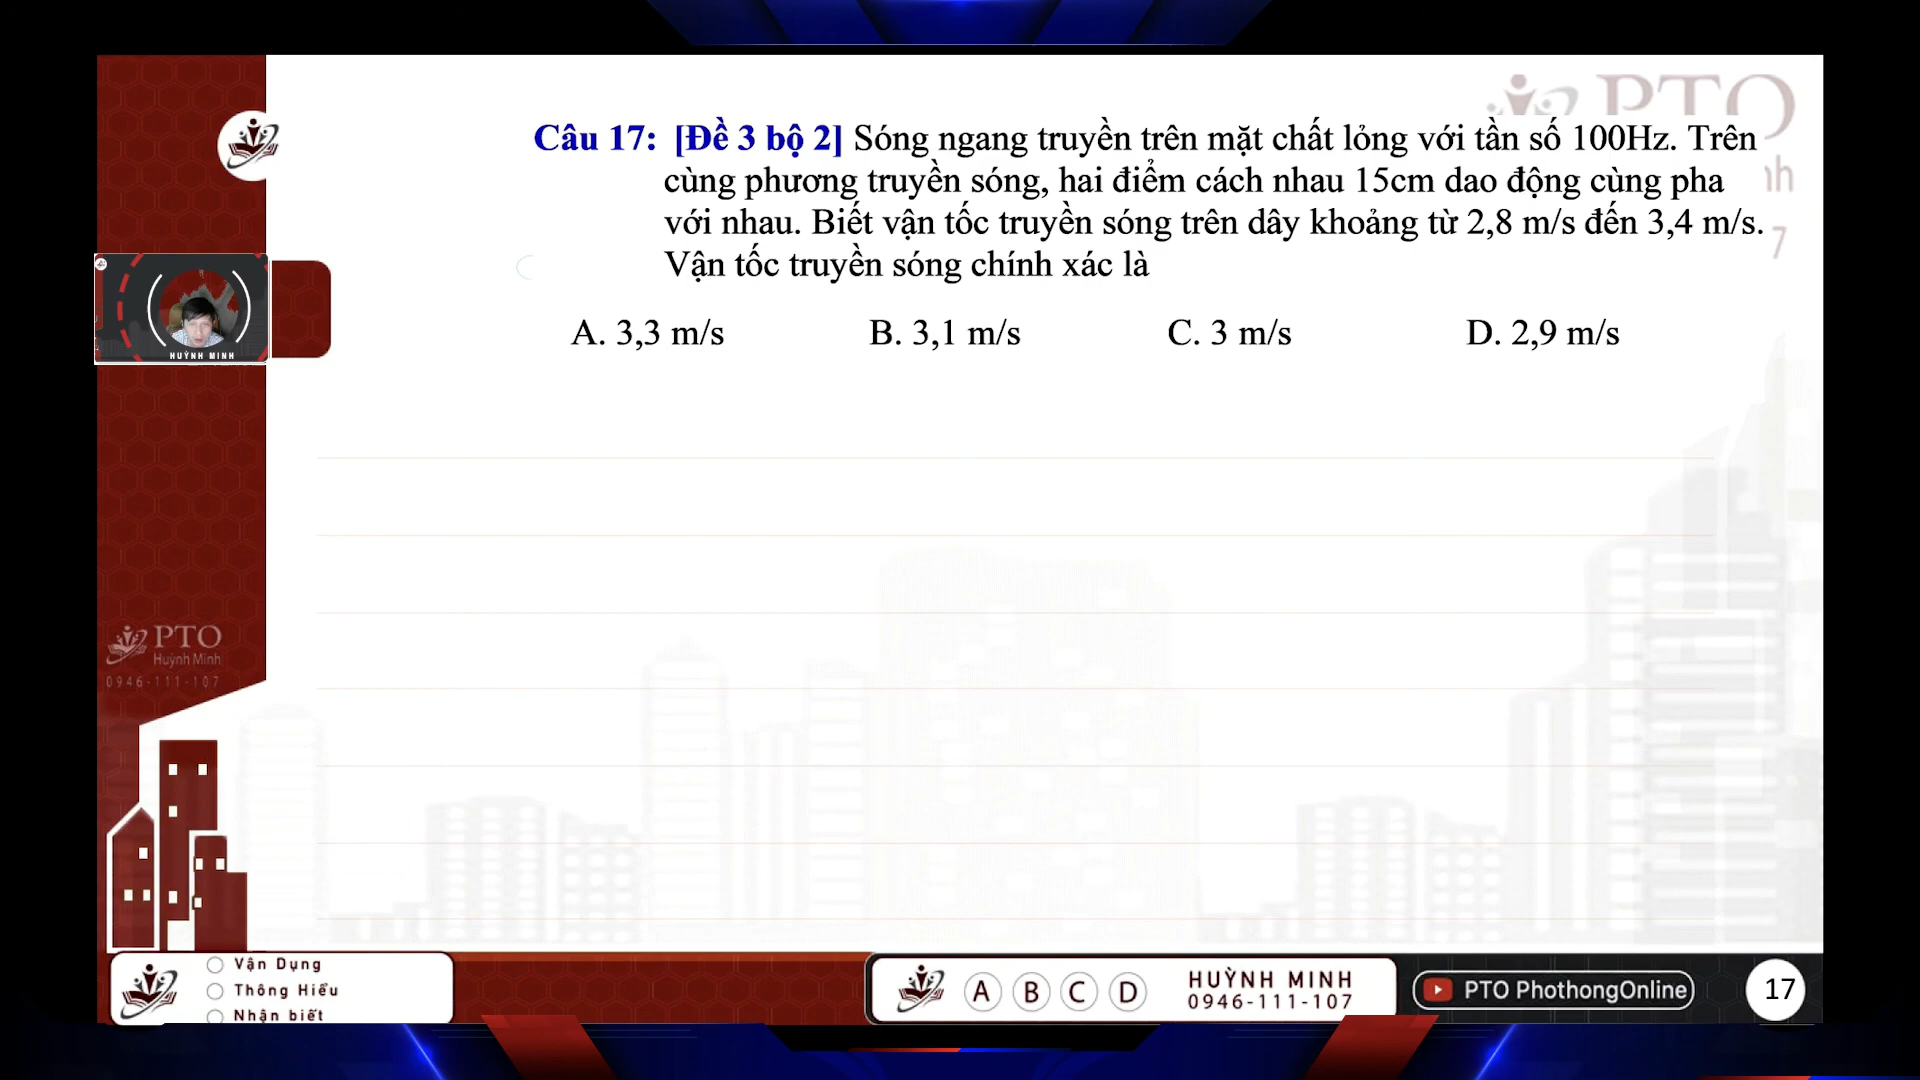 PTO
Câu 17: [Đề 3 bộ 2] Sóng ngang truyền trên mặt chất lỏng với tần số 100Hz. Trên
cùng phương truyền sóng, hai điểm cách nhau 15cm dao động cùng pha
với nhau. Biết vận tốc truyền sóng trên dây khoảng từ 2,8 m/s đến 3,4 m/s.
Vận tốc truyền sóng chính xác là
A. 3,3 m/s B. 3,1 m/s C. 3 m/s D. 2,9 m/s
HUỲNH MINH
PTO
Huỳnh Minh
0946-111-107
Vận Dụng
Thông Hiểu
Nhận biết
A B C D
HUỲNH MINH
0946-111-107
PTO PhothongOnline
17